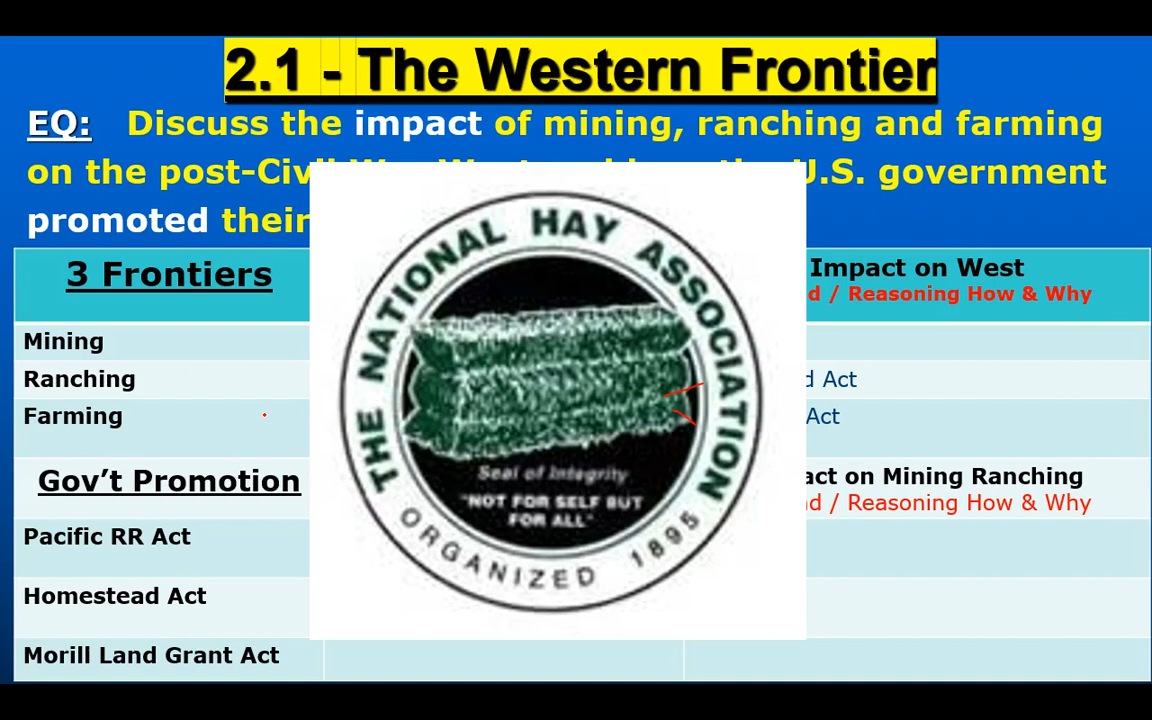 2.1 - The Western Frontier
EQ: Discuss the impact of mining, ranching and farming
on the post-Civil U.S. government
promoted their
3 Frontiers
Impact on West
/ Reasoning How & Why
Mining
Ranching
Act
Farming
Act
Gov’t Promotion
on Mining Ranching
/ Reasoning How & Why
Pacific RR Act
Homestead Act
Morill Land Grant Act
THE NATIONAL HAY ASSOCIATION
Seal of Integrity
"NOT FOR SELF BUT
FOR ALL"
ORGANIZED 1895